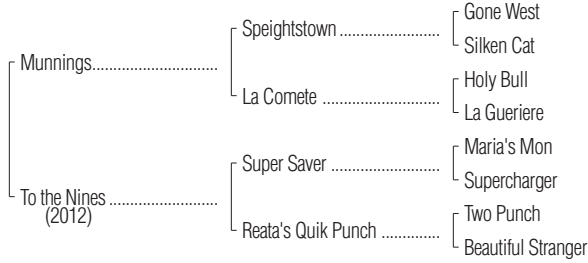 Gone West
Speightstown ....................
Silken Cat
Munnings.........................
Holy Bull
La Comete ........................
La Gueriere
Maria's Mon
Super Saver ......................
Supercharger
To the Nines ......................
(2012)
Two Punch
Reata's Quik Punch ............
Beautiful Stranger